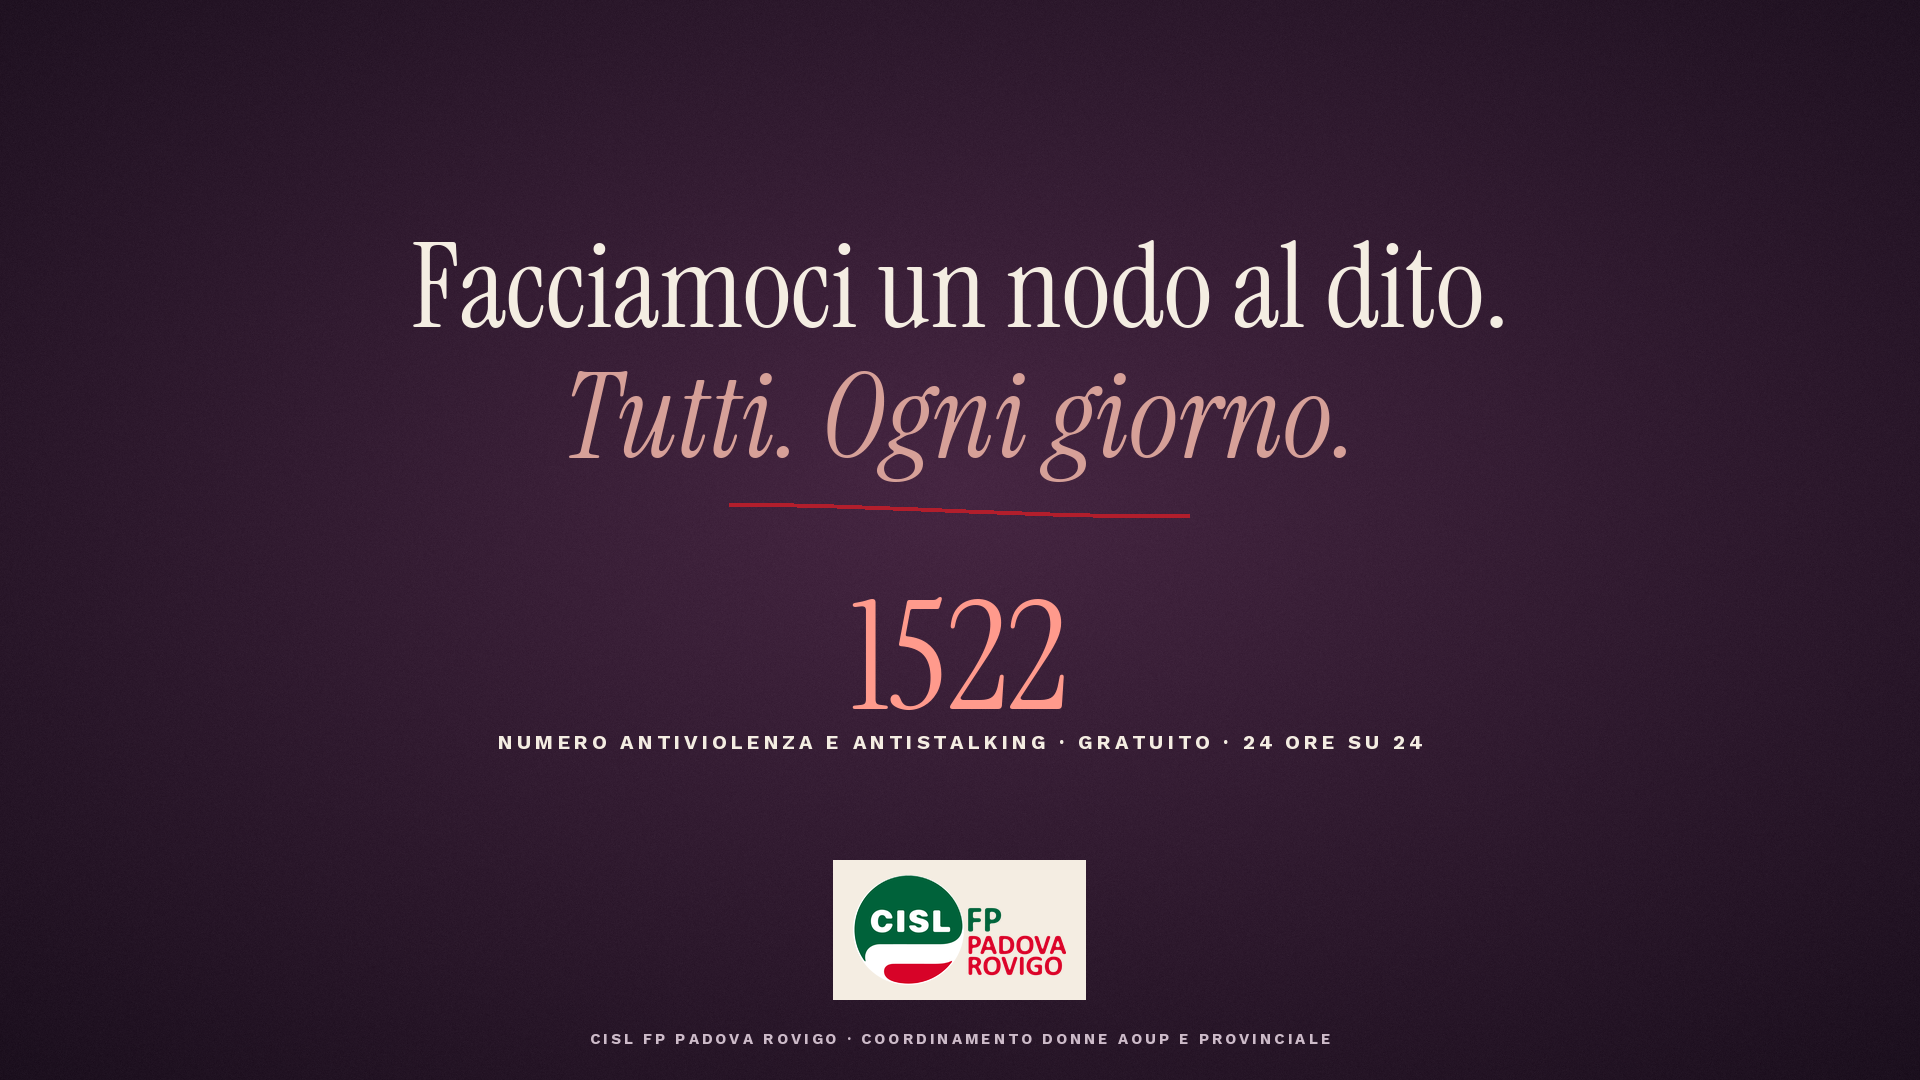 Facciamoci un nodo al dito.
Tutti. Ogni giorno.
1522
NUMERO ANTIVIOLENZA E ANTISTALKING · GRATUITO · 24 ORE SU 24
CISL FP
PADOVA
ROVIGO
CISL FP PADOVA ROVIGO · COORDINAMENTO DONNE AOUP E PROVINCIALE